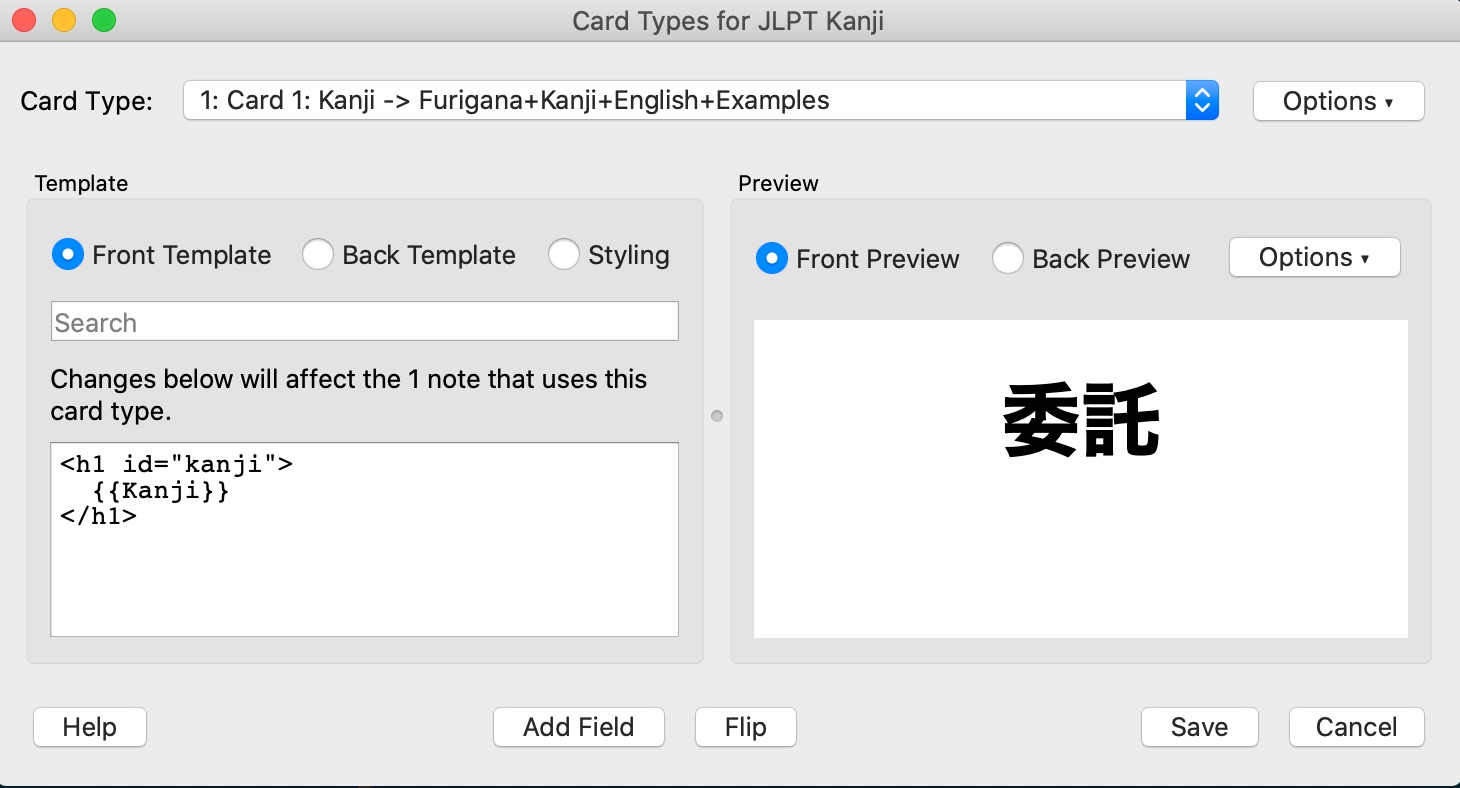 Card Types for JLPT Kanji
Card Type: 1: Card 1: Kanji -> Furigana+Kanji+English+Examples Options ▾
Template
Front Template Back Template Styling
Search
Changes below will affect the 1 note that uses this
card type.
<h1 id="kanji">
  {{Kanji}}
</h1>
Preview
Front Preview Back Preview Options ▾
委託
Help Add Field Flip Save Cancel